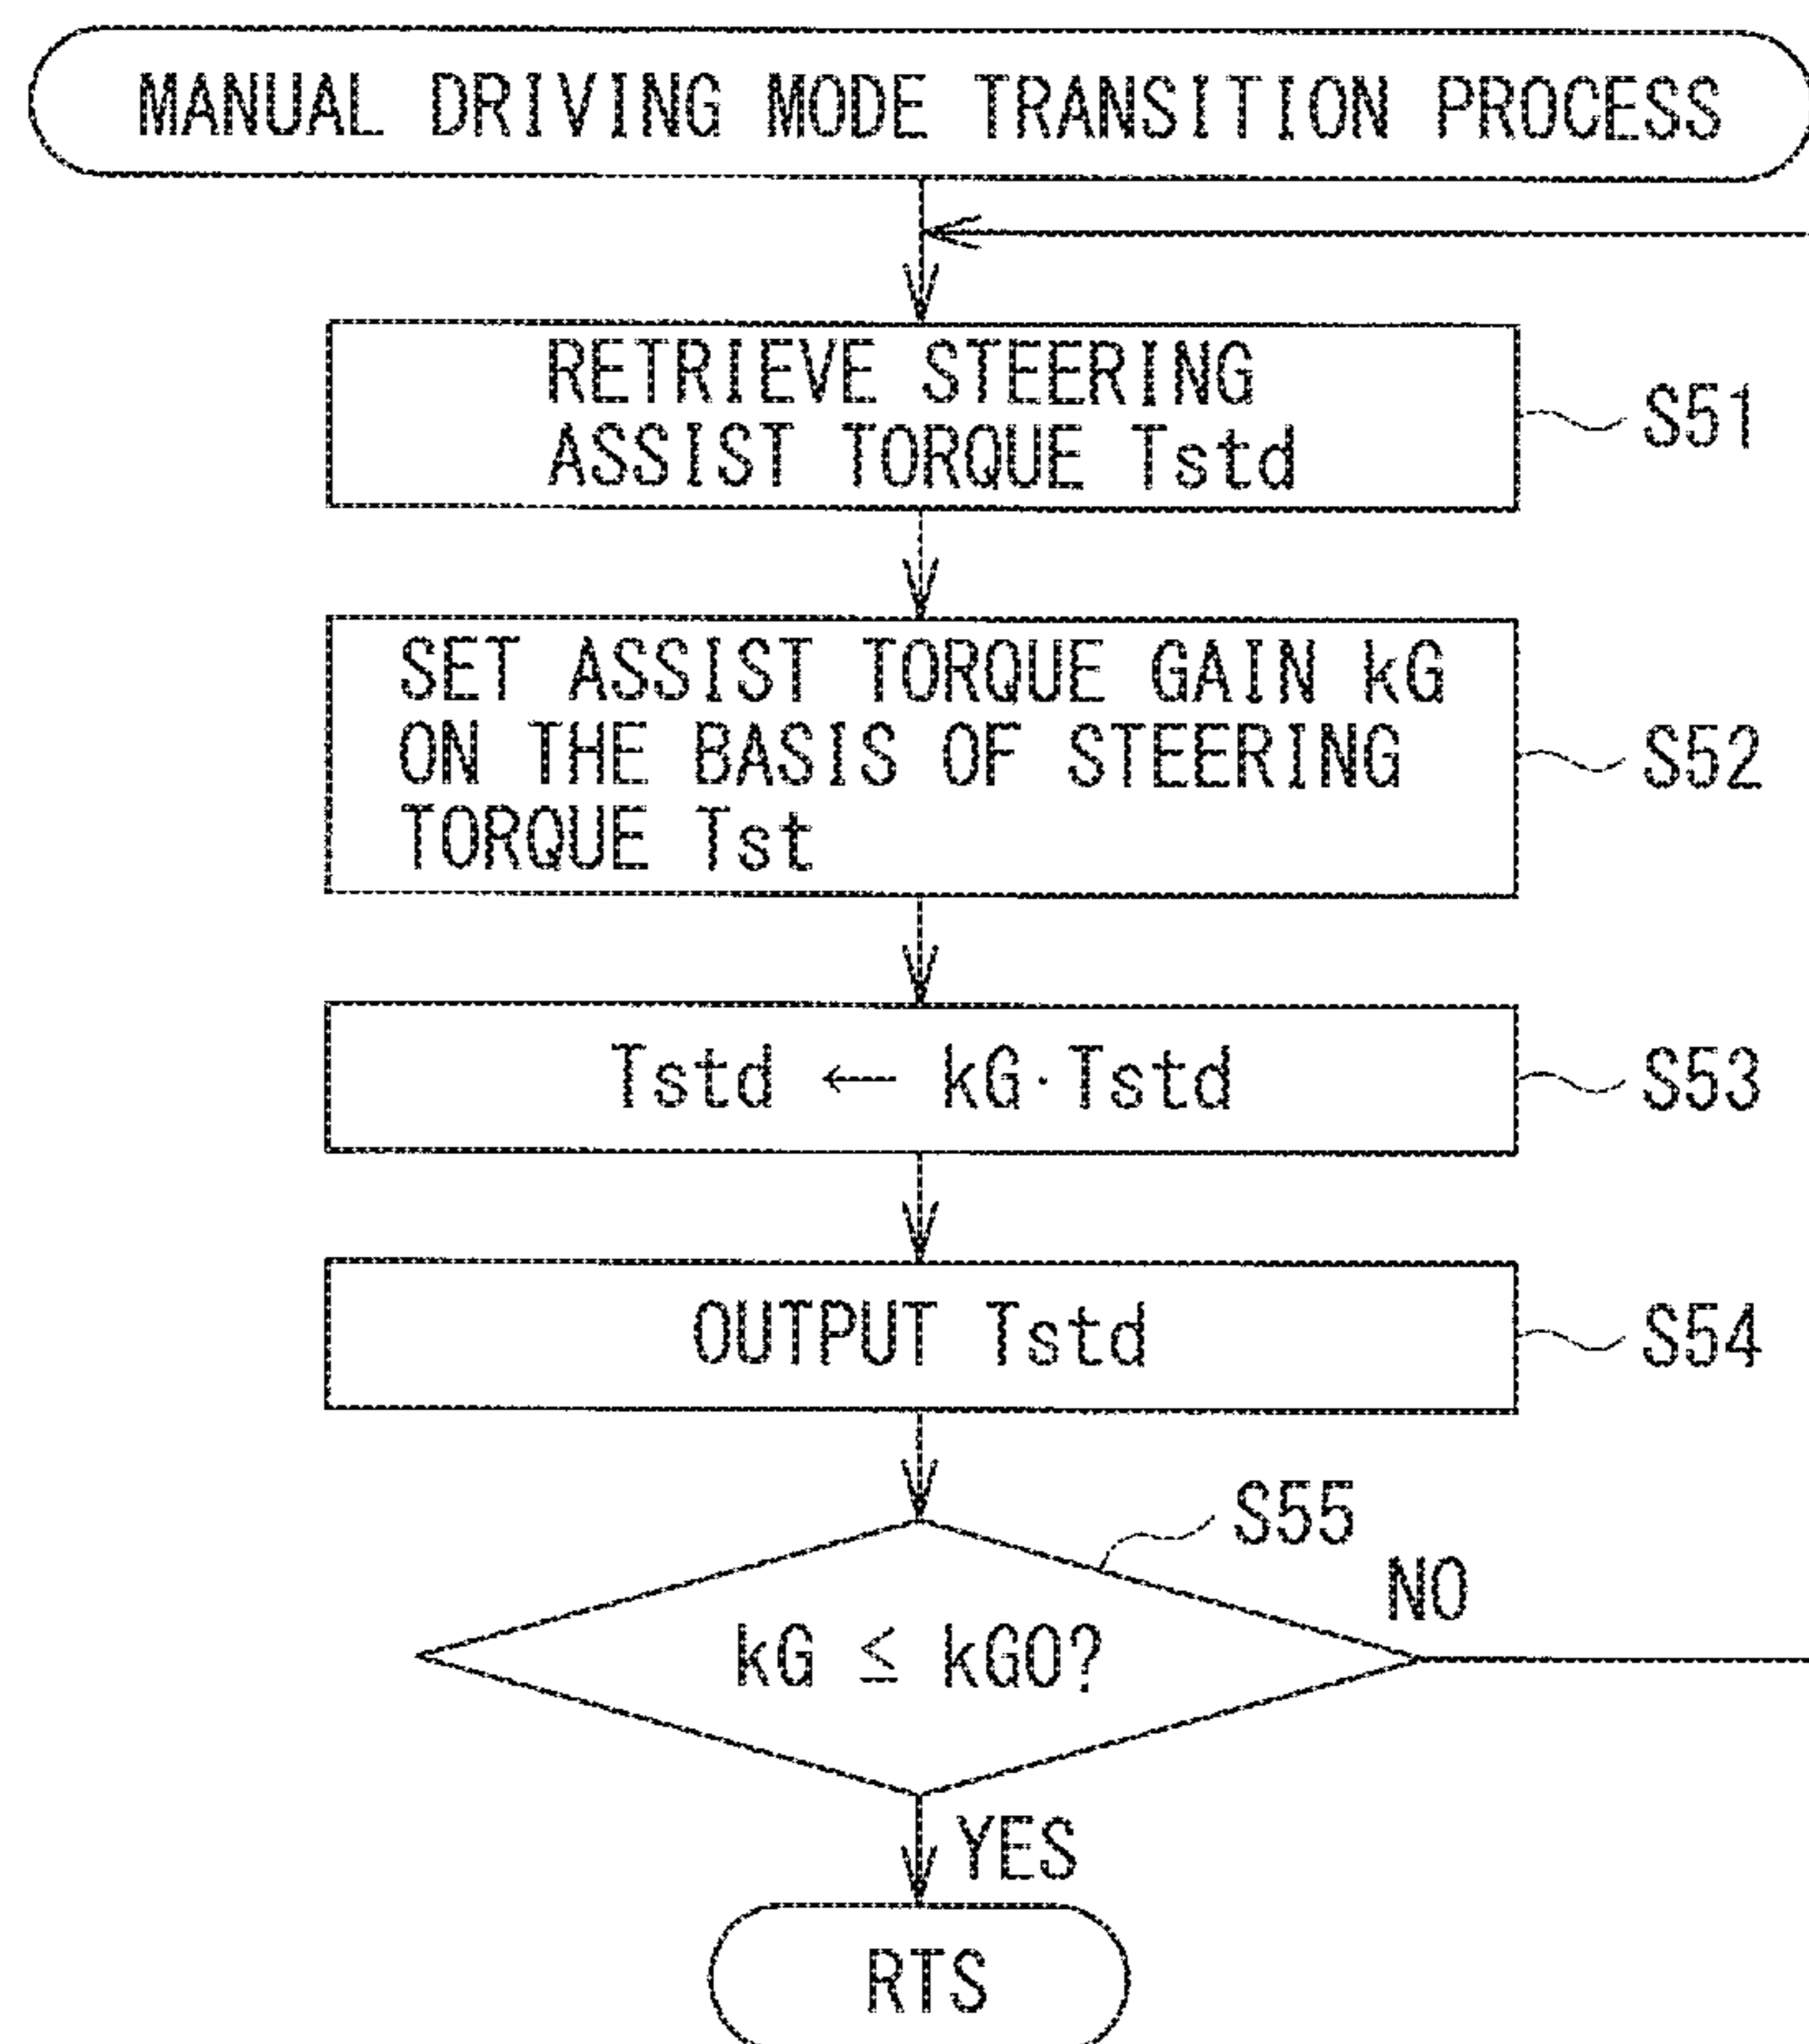 MANUAL DRIVING MODE TRANSITION PROCESS
RETRIEVE STEERING
ASSIST TORQUE Tstd
S51
SET ASSIST TORQUE GAIN kG
ON THE BASIS OF STEERING
TORQUE Tst
S52
Tstd ← kG·Tstd
S53
OUTPUT Tstd
S54
S55
kG ≤ kG0?
NO
YES
RTS